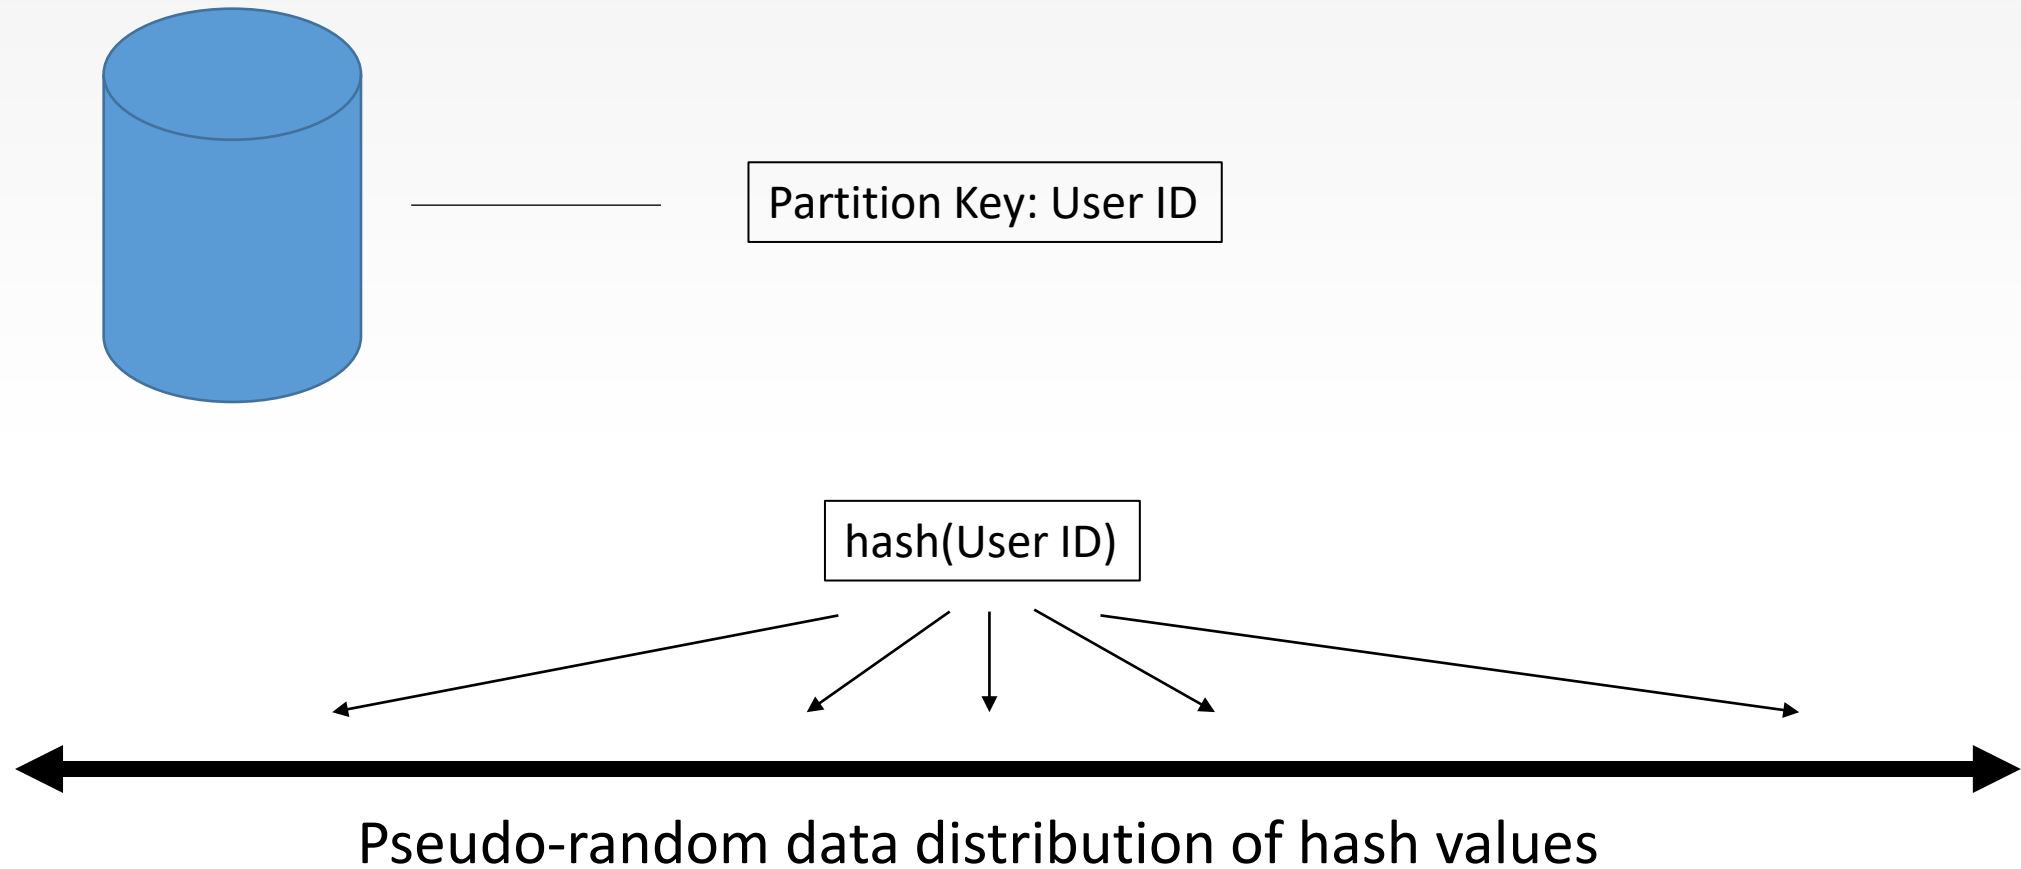 Partition Key: User ID
hash(User ID)
Pseudo-random data distribution of hash values